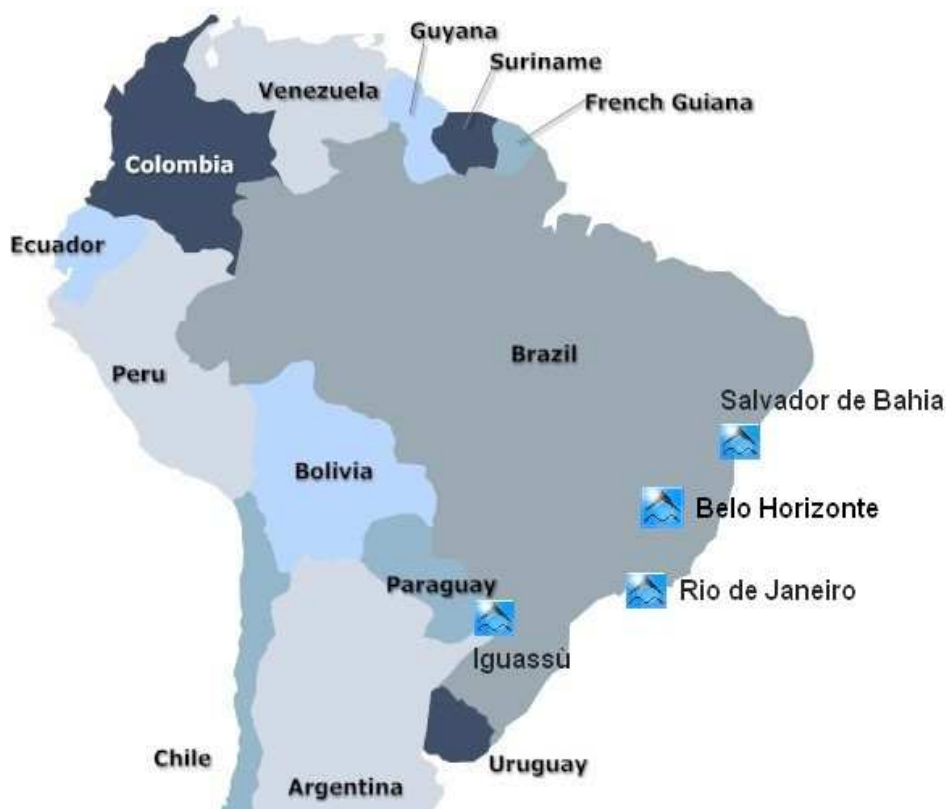 Guyana
Suriname
Venezuela
French Guiana
Colombia
Ecuador
Brazil
Peru
Salvador de Bahia
Bolivia
Belo Horizonte
Paraguay
Rio de Janeiro
Iguassù
Chile
Uruguay
Argentina